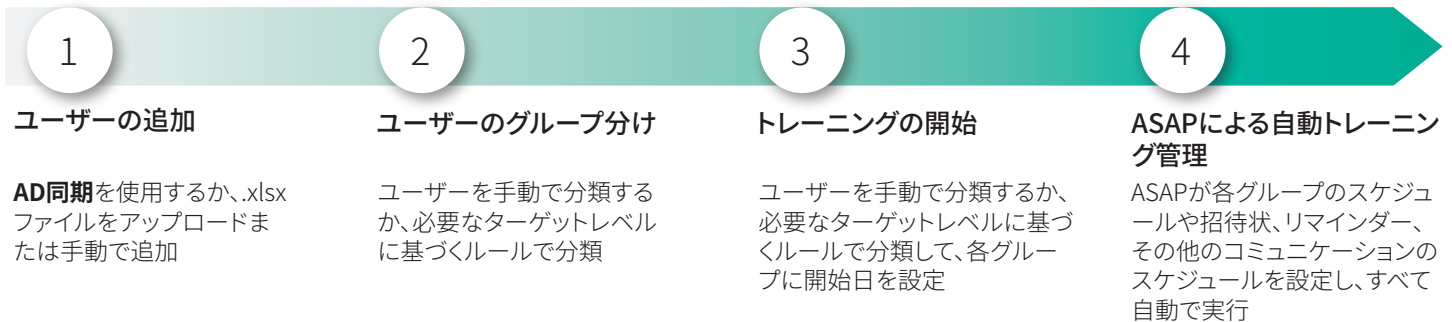 1
ユーザーの追加
AD同期を使用するか、.xlsx
ファイルをアップロードま
たは手動で追加
2
ユーザーのグループ分け
ユーザーを手動で分類する
か、必要なターゲットレベル
に基づくルールで分類
3
トレーニングの開始
ユーザーを手動で分類するか、
必要なターゲットレベルに基づ
くルールで分類して、各グルー
プに開始日を設定
4
ASAPによる自動トレーニン
グ管理
ASAPが各グループのスケジュ
ールや招待状、リマインダー、
その他のコミュニケーションの
スケジュールを設定し、すべて
自動で実行